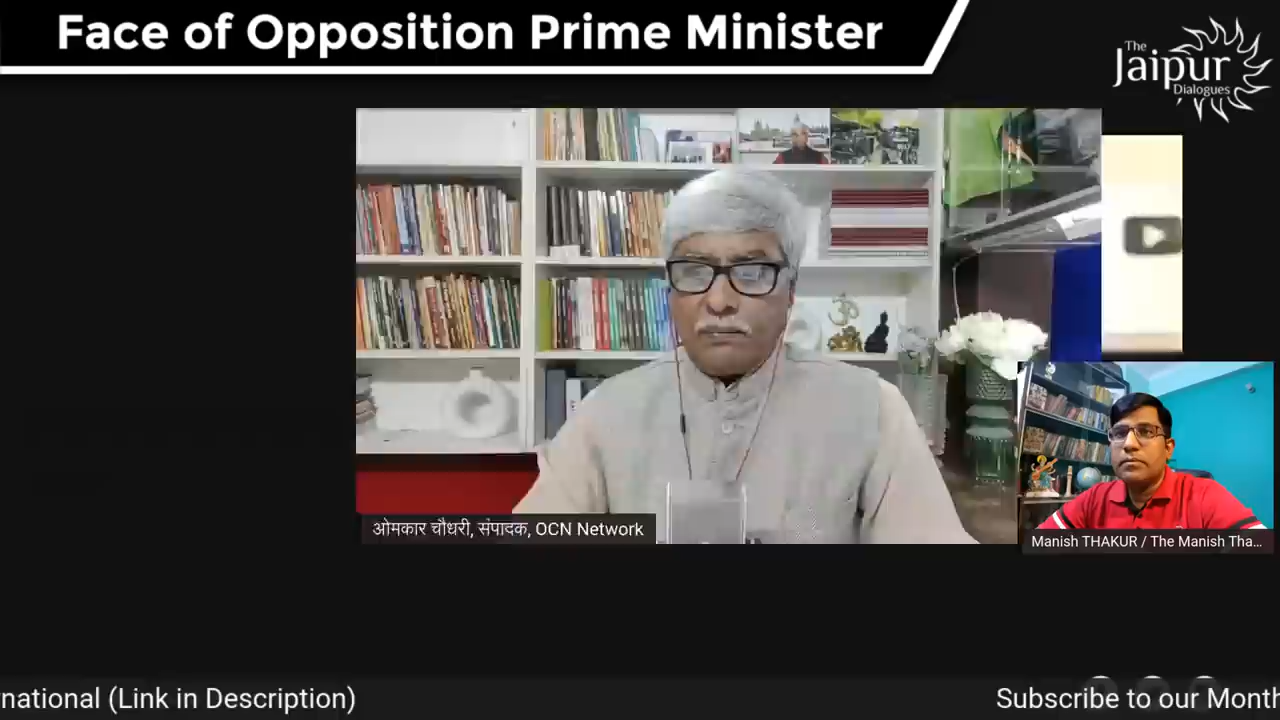 Face of Opposition Prime Minister
The
Jaipur
Dialogues
ओमकार चौधरी, संपादक, OCN Network
Manish THAKUR / The Manish Tha...
rnational (Link in Description)
Subscribe to our Month